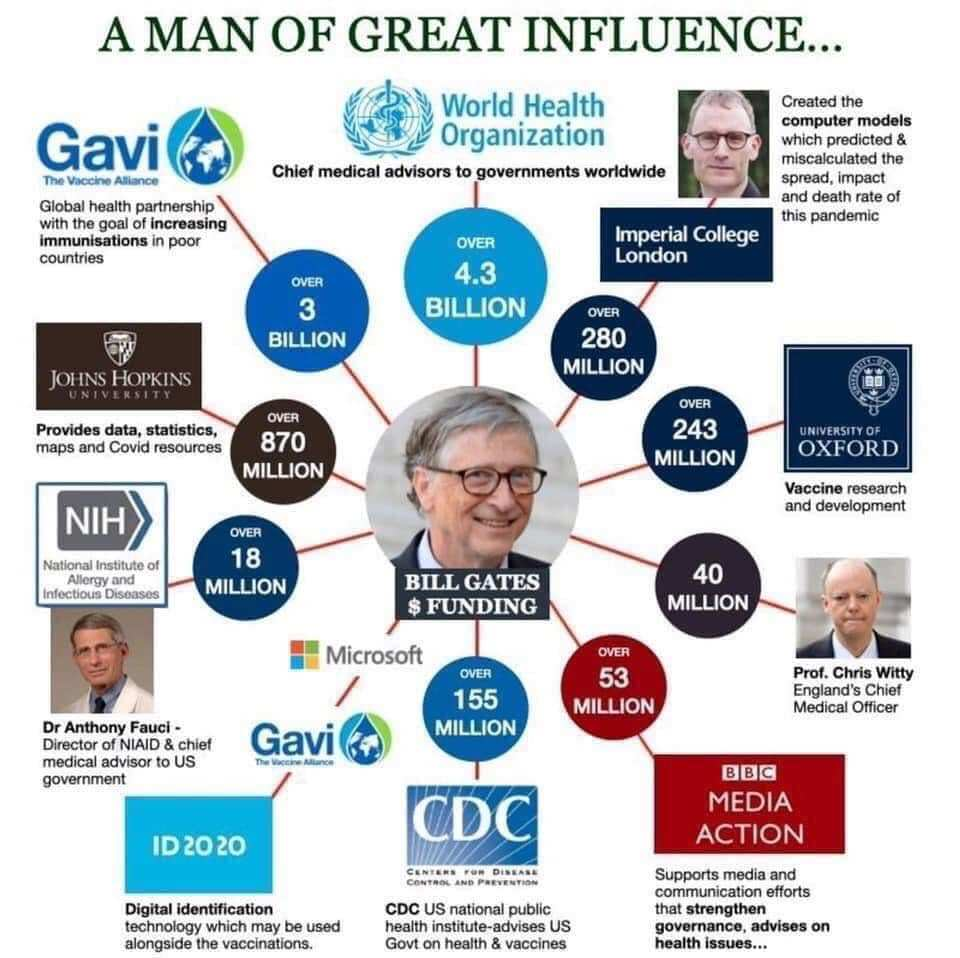 A MAN OF GREAT INFLUENCE...
Gavi
The Vaccine Alliance
Global health partnership
with the goal of increasing
immunisations in poor
countries
World Health
Organization
Chief medical advisors to governments worldwide
Created the
computer models
which predicted &
miscalculated the
spread, impact
and death rate of
this pandemic
Imperial College
London
OVER
3
BILLION
OVER
4.3
BILLION
OVER
280
MILLION
JOHNS HOPKINS
UNIVERSITY
Provides data, statistics,
maps and Covid resources
OVER
870
MILLION
OVER
243
MILLION
UNIVERSITY OF
OXFORD
Vaccine research
and development
NIH
National Institute of
Allergy and
Infectious Diseases
OVER
18
MILLION
BILL GATES
$ FUNDING
40
MILLION
Prof. Chris Witty
England's Chief
Medical Officer
Dr Anthony Fauci -
Director of NIAID & chief
medical advisor to US
government
Microsoft
Gavi
The Vaccine Alliance
OVER
155
MILLION
OVER
53
MILLION
ID2020
Digital identification
technology which may be used
alongside the vaccinations.
CDC
CENTERS FOR DISEASE
CONTROL AND PREVENTION
CDC US national public
health institute-advises US
Govt on health & vaccines
BBC
MEDIA
ACTION
Supports media and
communication efforts
that strengthen
governance, advises on
health issues...